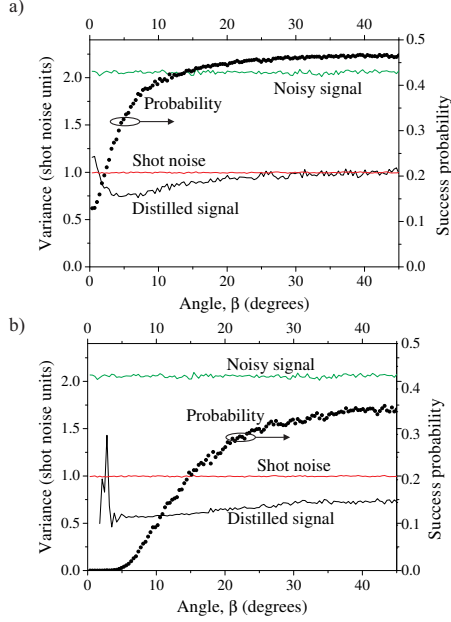 a)
Variance (shot noise units)
2.0
1.5
1.0
0.5
0.0
0.75
0.5
0.4
0.3
0.2
0.1
0.0
Success probability
Noisy signal
Probability
Shot noise
Distilled signal
0 10 20 30 40
Angle, β (degrees)
b)
0 10 20 30 40
Variance (shot noise units)
2.0
1.5
1.0
0.5
0.0
0.5
0.4
0.3
0.2
0.1
0.0
Success probability
Noisy signal
Probability
Shot noise
Distilled signal
0 10 20 30 40
Angle, β (degrees)